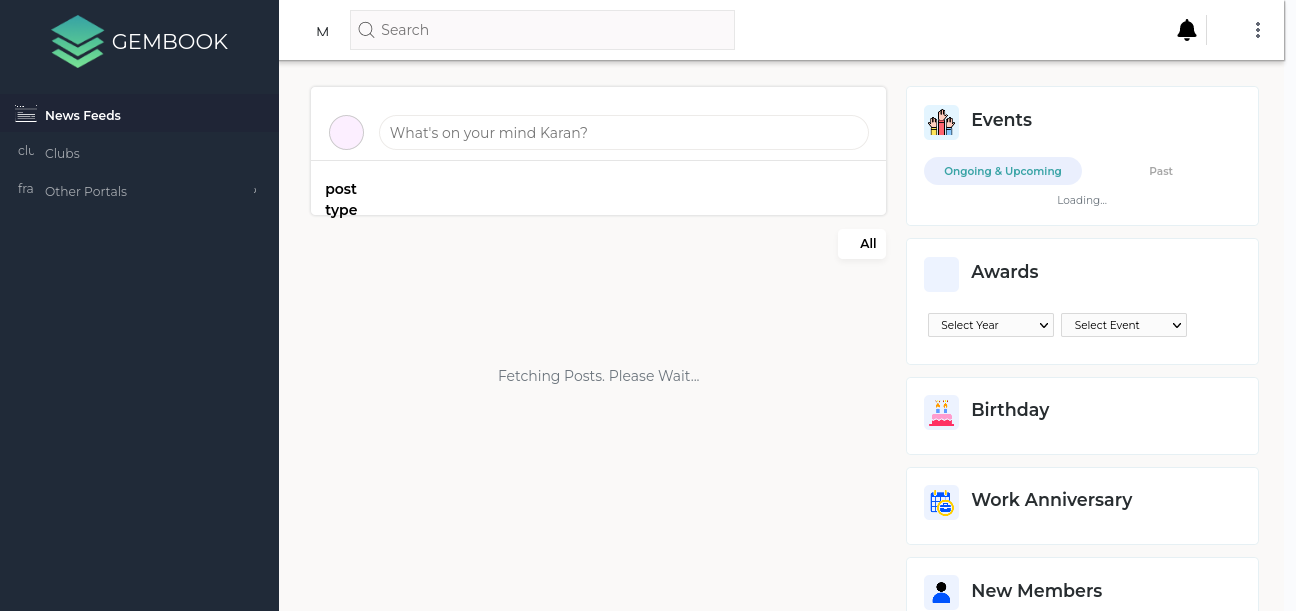 GEMBOOK
M
Search
News Feeds
clu Clubs
fra Other Portals
What's on your mind Karan?
post
type
All
Fetching Posts. Please Wait...
Events
Ongoing & Upcoming Past
Loading...
Awards
Select Year Select Event
Birthday
Work Anniversary
New Members